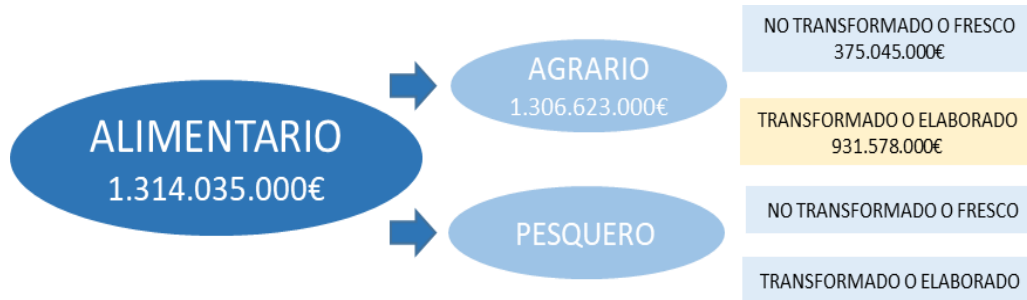 ALIMENTARIO
1.314.035.000€
AGRARIO
1.306.623.000€
NO TRANSFORMADO O FRESCO
375.045.000€
TRANSFORMADO O ELABORADO
931.578.000€
PESQUERO
NO TRANSFORMADO O FRESCO
TRANSFORMADO O ELABORADO